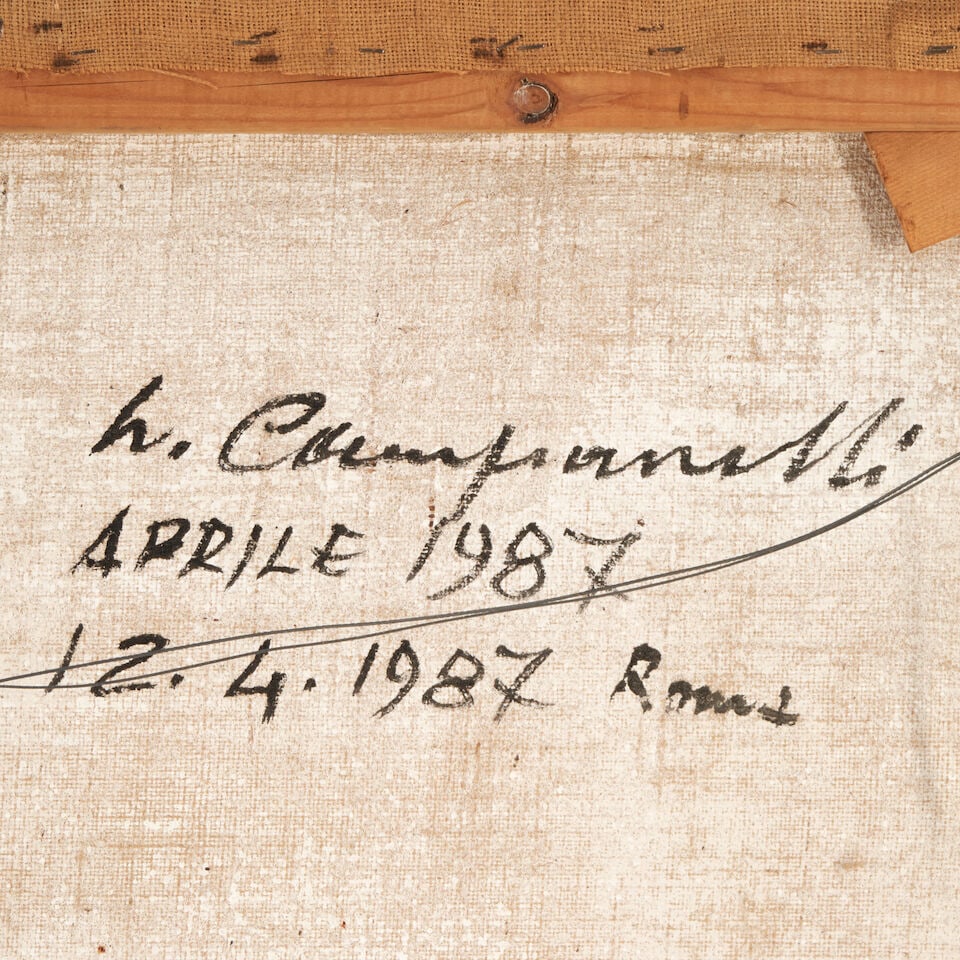 h. Campanelli
APRILE 1987
12.4.1987 Roma